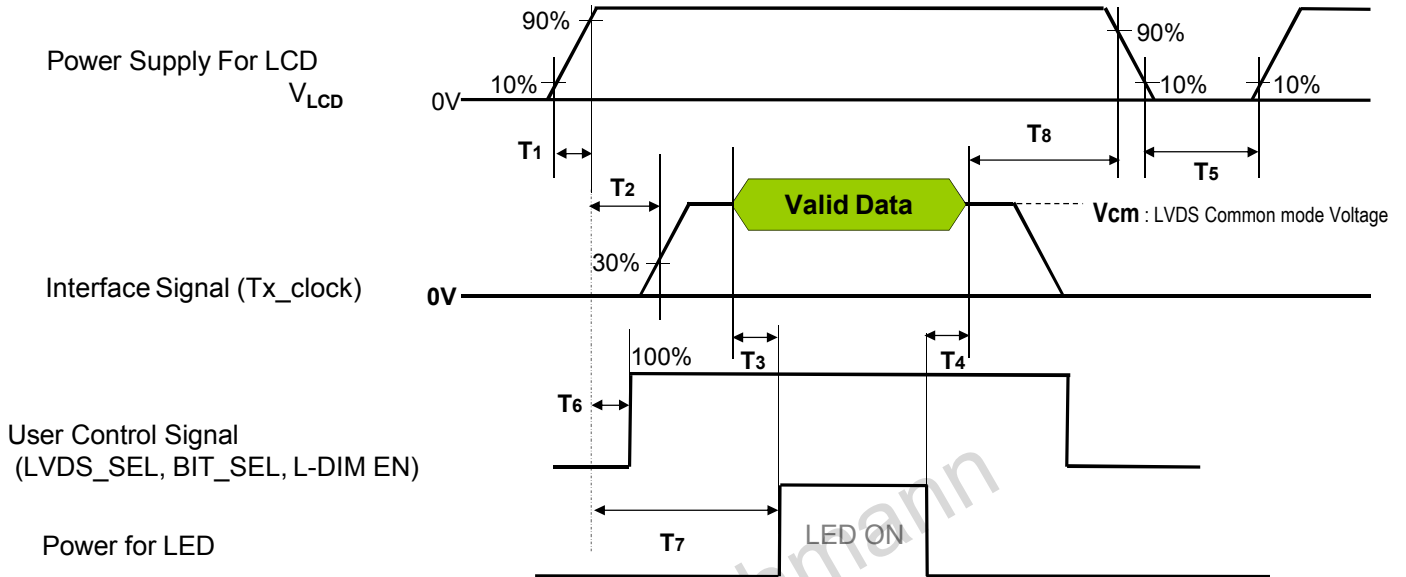 90%
90%
Power Supply For LCD
10%
10%
10%
VLCD
0V
T1
T8
T2
T5
Valid Data
Vcm : LVDS Common mode Voltage
30%
Interface Signal (Tx_clock)
0V
100%
T3
T4
T6
User Control Signal
(LVDS_SEL, BIT_SEL, L-DIM EN)
T7
LED ON
Power for LED